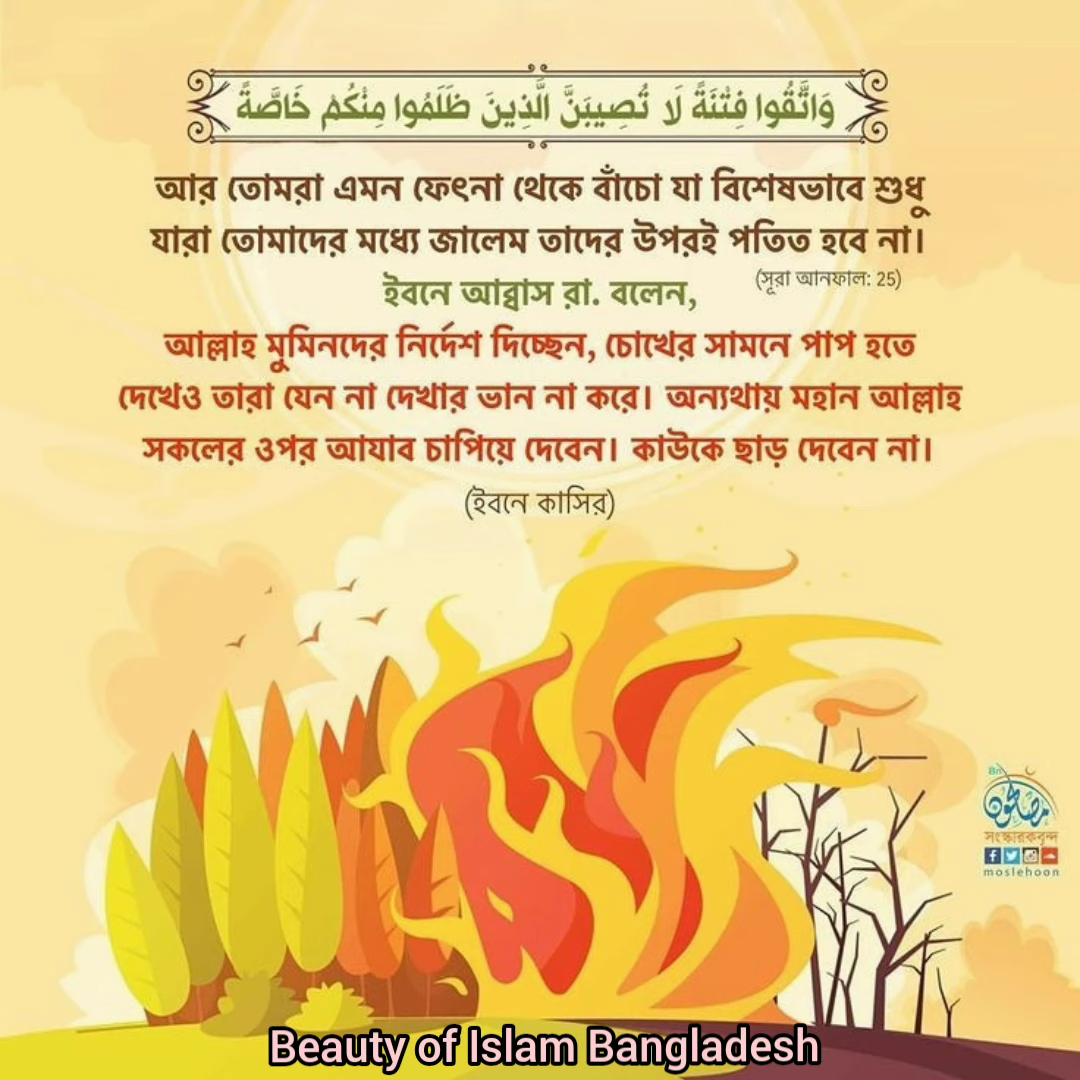 وَاتَّقُوا فِتْنَةً لَا تُصِيبَنَّ الَّذِينَ ظَلَمُوا مِنْكُمْ خَاصَّةً
আর তোমরা এমন ফেৎনা থেকে বাঁচো যা বিশেষভাবে শুধু
যারা তোমাদের মধ্যে জালেম তাদের উপরই পতিত হবে না।
(সূরা আনফাল: 25)
ইবনে আব্বাস রা. বলেন,
আল্লাহ মুমিনদের নির্দেশ দিচ্ছেন, চোখের সামনে পাপ হতে
দেখেও তারা যেন না দেখার ভান না করে। অন্যথায় মহান আল্লাহ
সকলের ওপর আযাব চাপিয়ে দেবেন। কাউকে ছাড় দেবেন না।
(ইবনে কাসির)
Bn
مصلحون
সংস্কারকবৃন্দ
moslehoon
Beauty of Islam Bangladesh